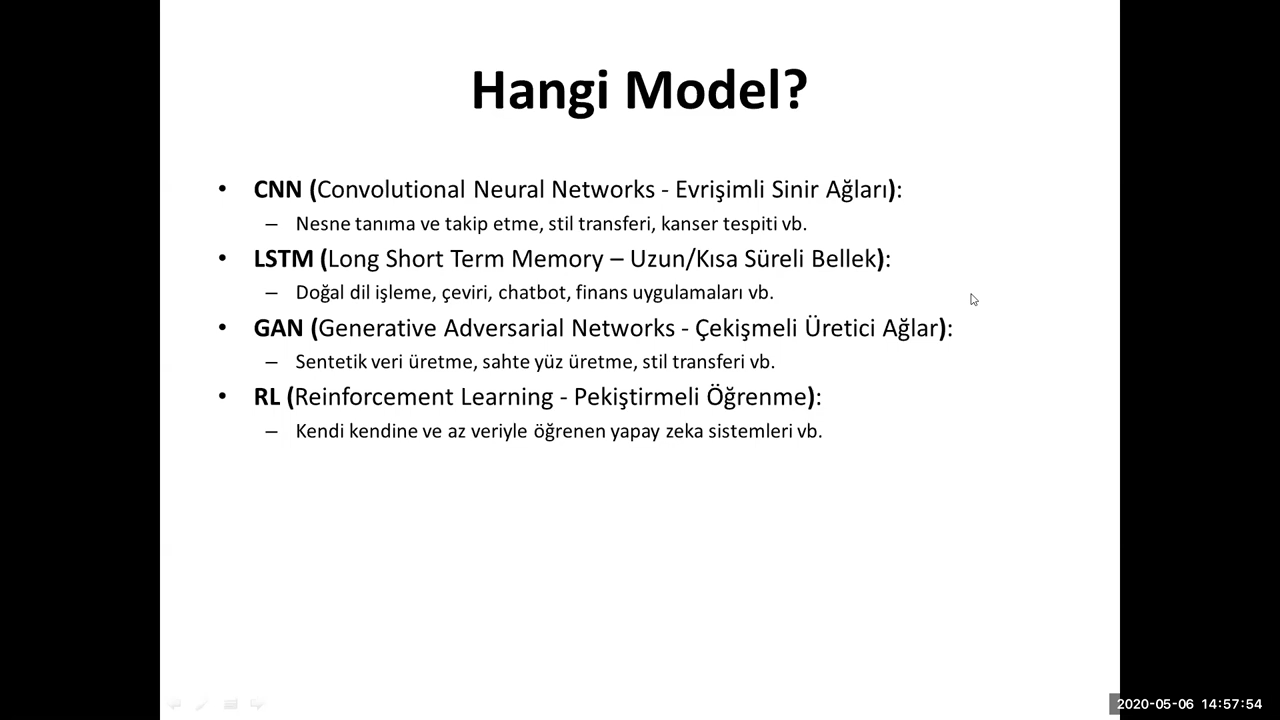 Hangi Model?
• CNN (Convolutional Neural Networks - Evrişimli Sinir Ağları):
– Nesne tanıma ve takip etme, stil transferi, kanser tespiti vb.
• LSTM (Long Short Term Memory – Uzun/Kısa Süreli Bellek):
– Doğal dil işleme, çeviri, chatbot, finans uygulamaları vb.
• GAN (Generative Adversarial Networks - Çekişmeli Üretici Ağlar):
– Sentetik veri üretme, sahte yüz üretme, stil transferi vb.
• RL (Reinforcement Learning - Pekiştirmeli Öğrenme):
– Kendi kendine ve az veriyle öğrenen yapay zeka sistemleri vb.
2020-05-06 14:57:54